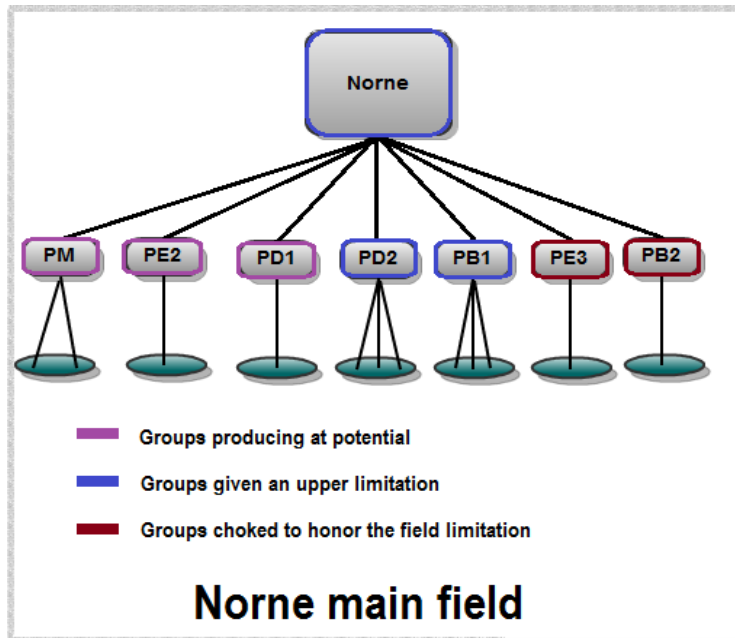 Norne
PM PE2 PD1 PD2 PB1 PE3 PB2
Groups producing at potential
Groups given an upper limitation
Groups choked to honor the field limitation
Norne main field